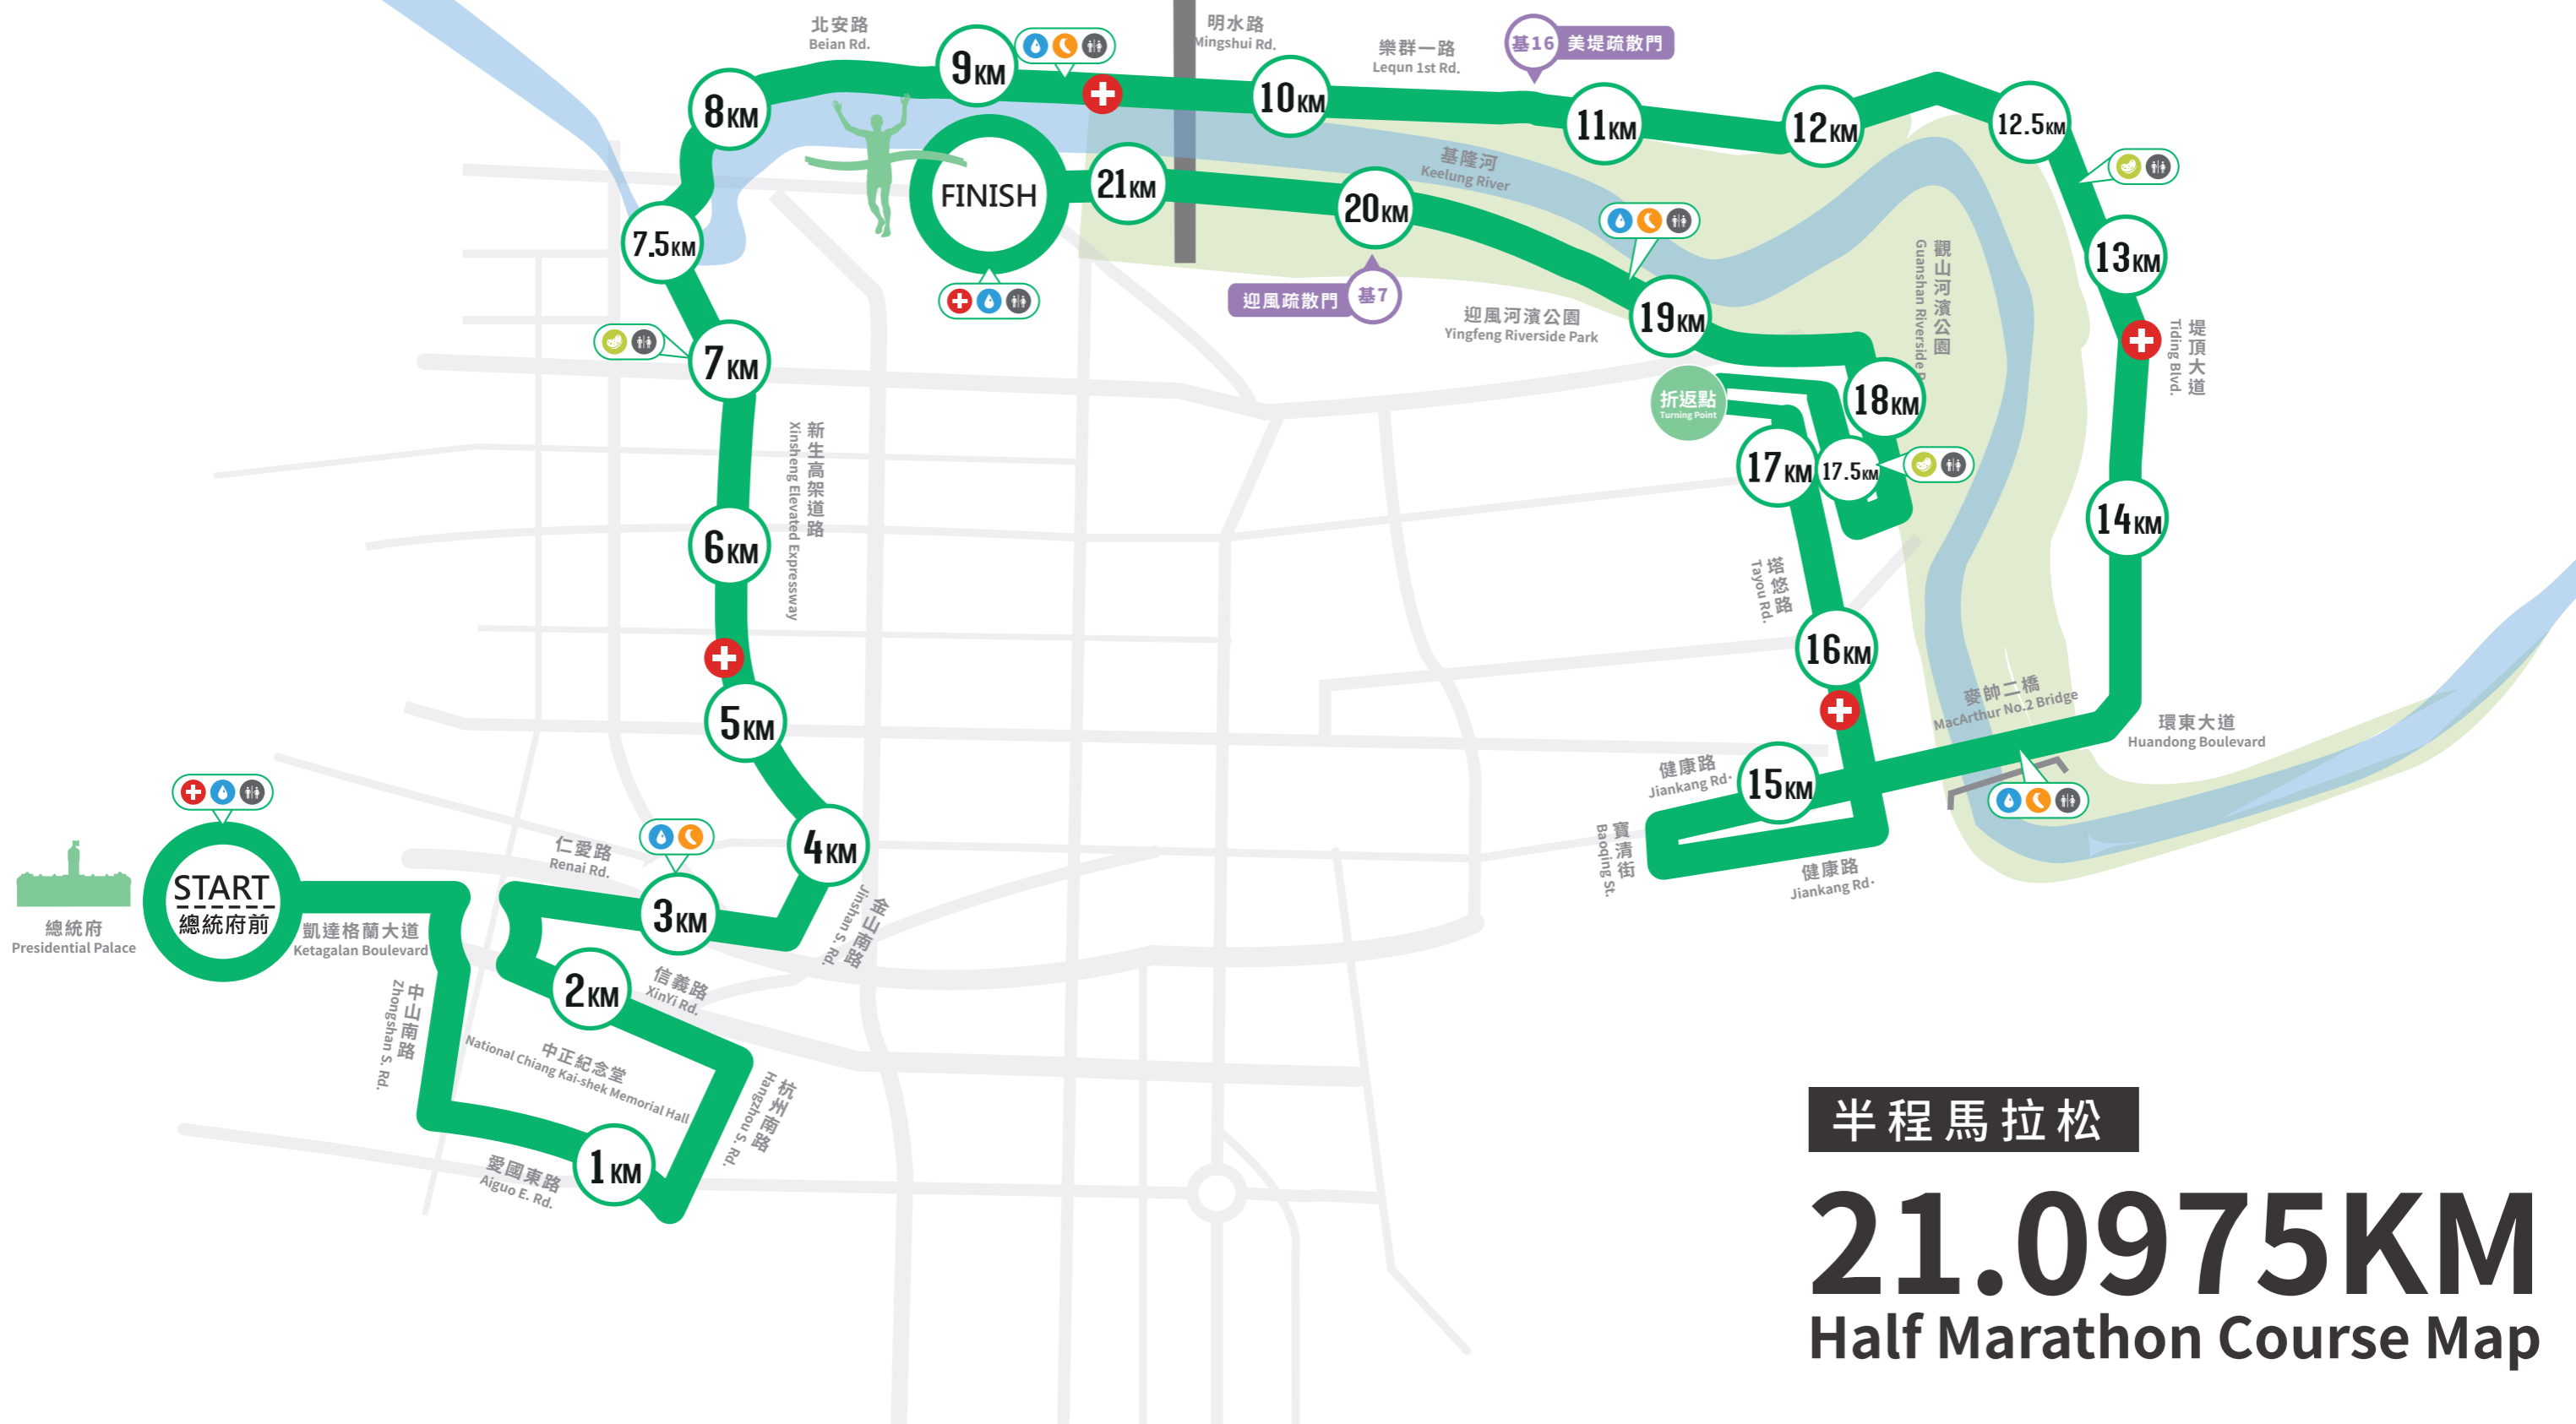 北安路
Beian Rd.
明水路
Mingshui Rd.
樂群一路
Lequn 1st Rd.
基16
美堤疏散門
9KM
8KM
10KM
11KM
12KM
12.5KM
基隆河
Keelung River
FINISH
21KM
20KM
7.5KM
13KM
觀山河濱公園
Guanshan Riverside P
迎風疏散門
基7
迎風河濱公園
Yingfeng Riverside Park
19KM
堤頂大道
Tiding Blvd.
7KM
折返點
Turning Point
18KM
新生高架道路
Xinsheng Elevated Expressway
17KM
17.5KM
14KM
6KM
塔悠路
Tayou Rd.
16KM
麥帥二橋
MacArthur No.2 Bridge
環東大道
Huandong Boulevard
5KM
健康路
Jiankang Rd.
15KM
寶清街
Baoqing St.
健康路
Jiankang Rd.
仁愛路
Renai Rd.
4KM
START
總統府前
總統府
Presidential Palace
凱達格蘭大道
Ketagalan Boulevard
3KM
金山南路
Jinshan S. Rd.
中山南路
Zhongshan S. Rd.
2KM
信義路
XinYi Rd.
中正紀念堂
National Chiang Kai-shek Memorial Hall
杭州南路
Hangzhou S. Rd.
愛國東路
Aiguo E. Rd.
1KM
半程馬拉松
21.0975KM
Half Marathon Course Map